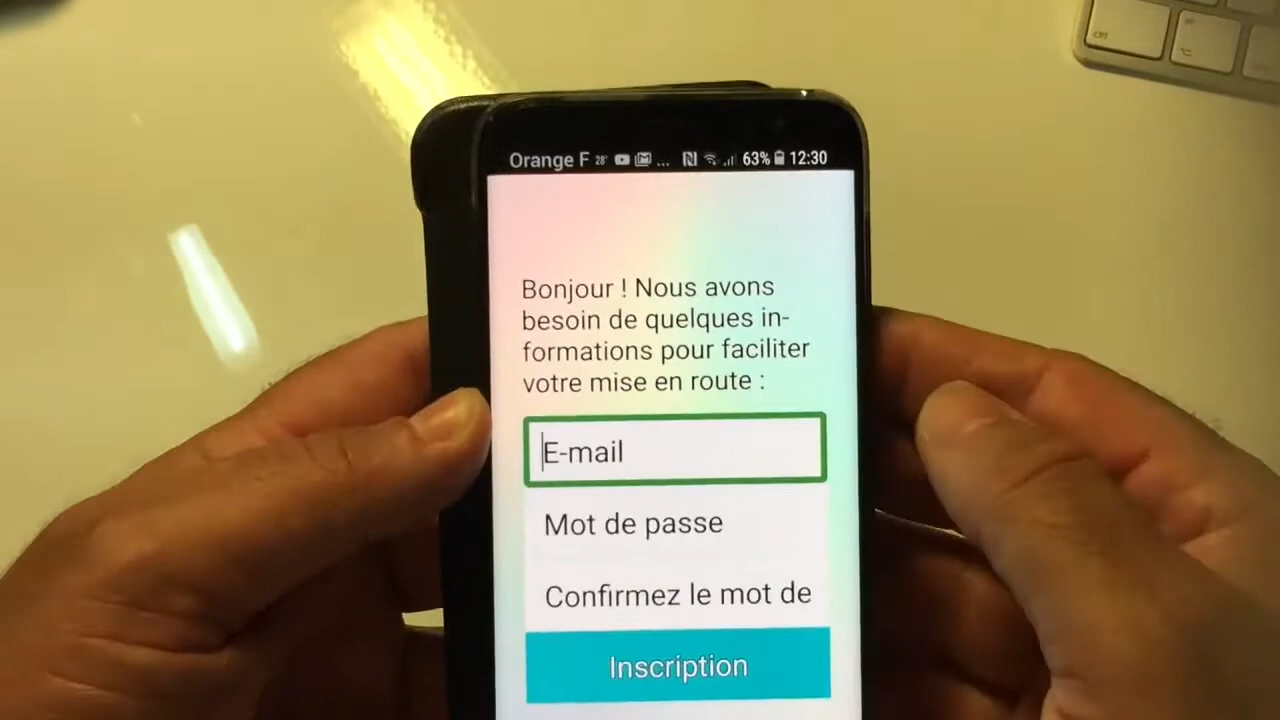 ctrl
Orange F 28° ... 63% 12:30
Bonjour ! Nous avons
besoin de quelques in-
formations pour faciliter
votre mise en route :
E-mail
Mot de passe
Confirmez le mot de
Inscription